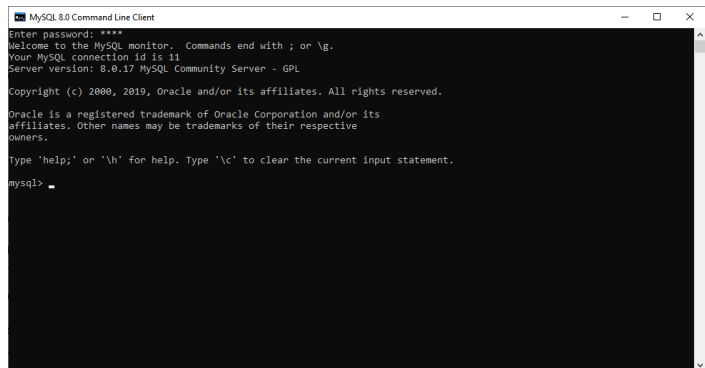 MySQL 8.0 Command Line Client
Enter password: ****
Welcome to the MySQL monitor.  Commands end with ; or \g.
Your MySQL connection id is 11
Server version: 8.0.17 MySQL Community Server - GPL
Copyright (c) 2000, 2019, Oracle and/or its affiliates. All rights reserved.
Oracle is a registered trademark of Oracle Corporation and/or its
affiliates. Other names may be trademarks of their respective
owners.
Type 'help;' or '\h' for help. Type '\c' to clear the current input statement.
mysql>